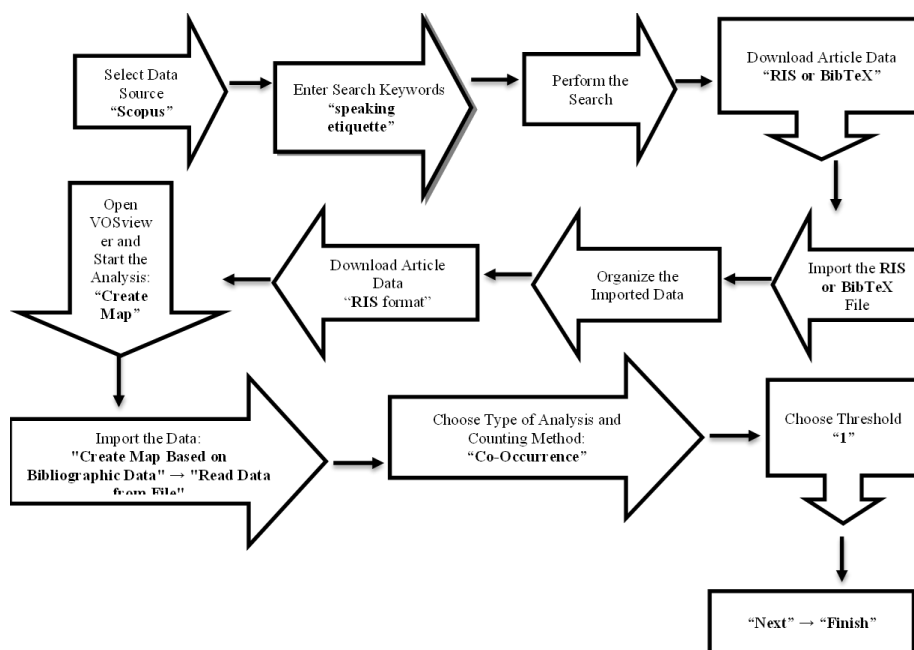 Select Data
Source
“Scopus”
Enter Search Keywords
“speaking
etiquette”
Perform the
Search
Download Article Data
“RIS or BibTeX”
Import the RIS
or BibTeX
File
Organize the
Imported Data
Download Article
Data
“RIS format”
Open
VOSview
er and
Start the
Analysis:
“Create
Map”
Import the Data:
"Create Map Based on
Bibliographic Data" → "Read Data
from File"
Choose Type of Analysis and
Counting Method:
“Co-Occurrence”
Choose Threshold
“1”
“Next” → “Finish”